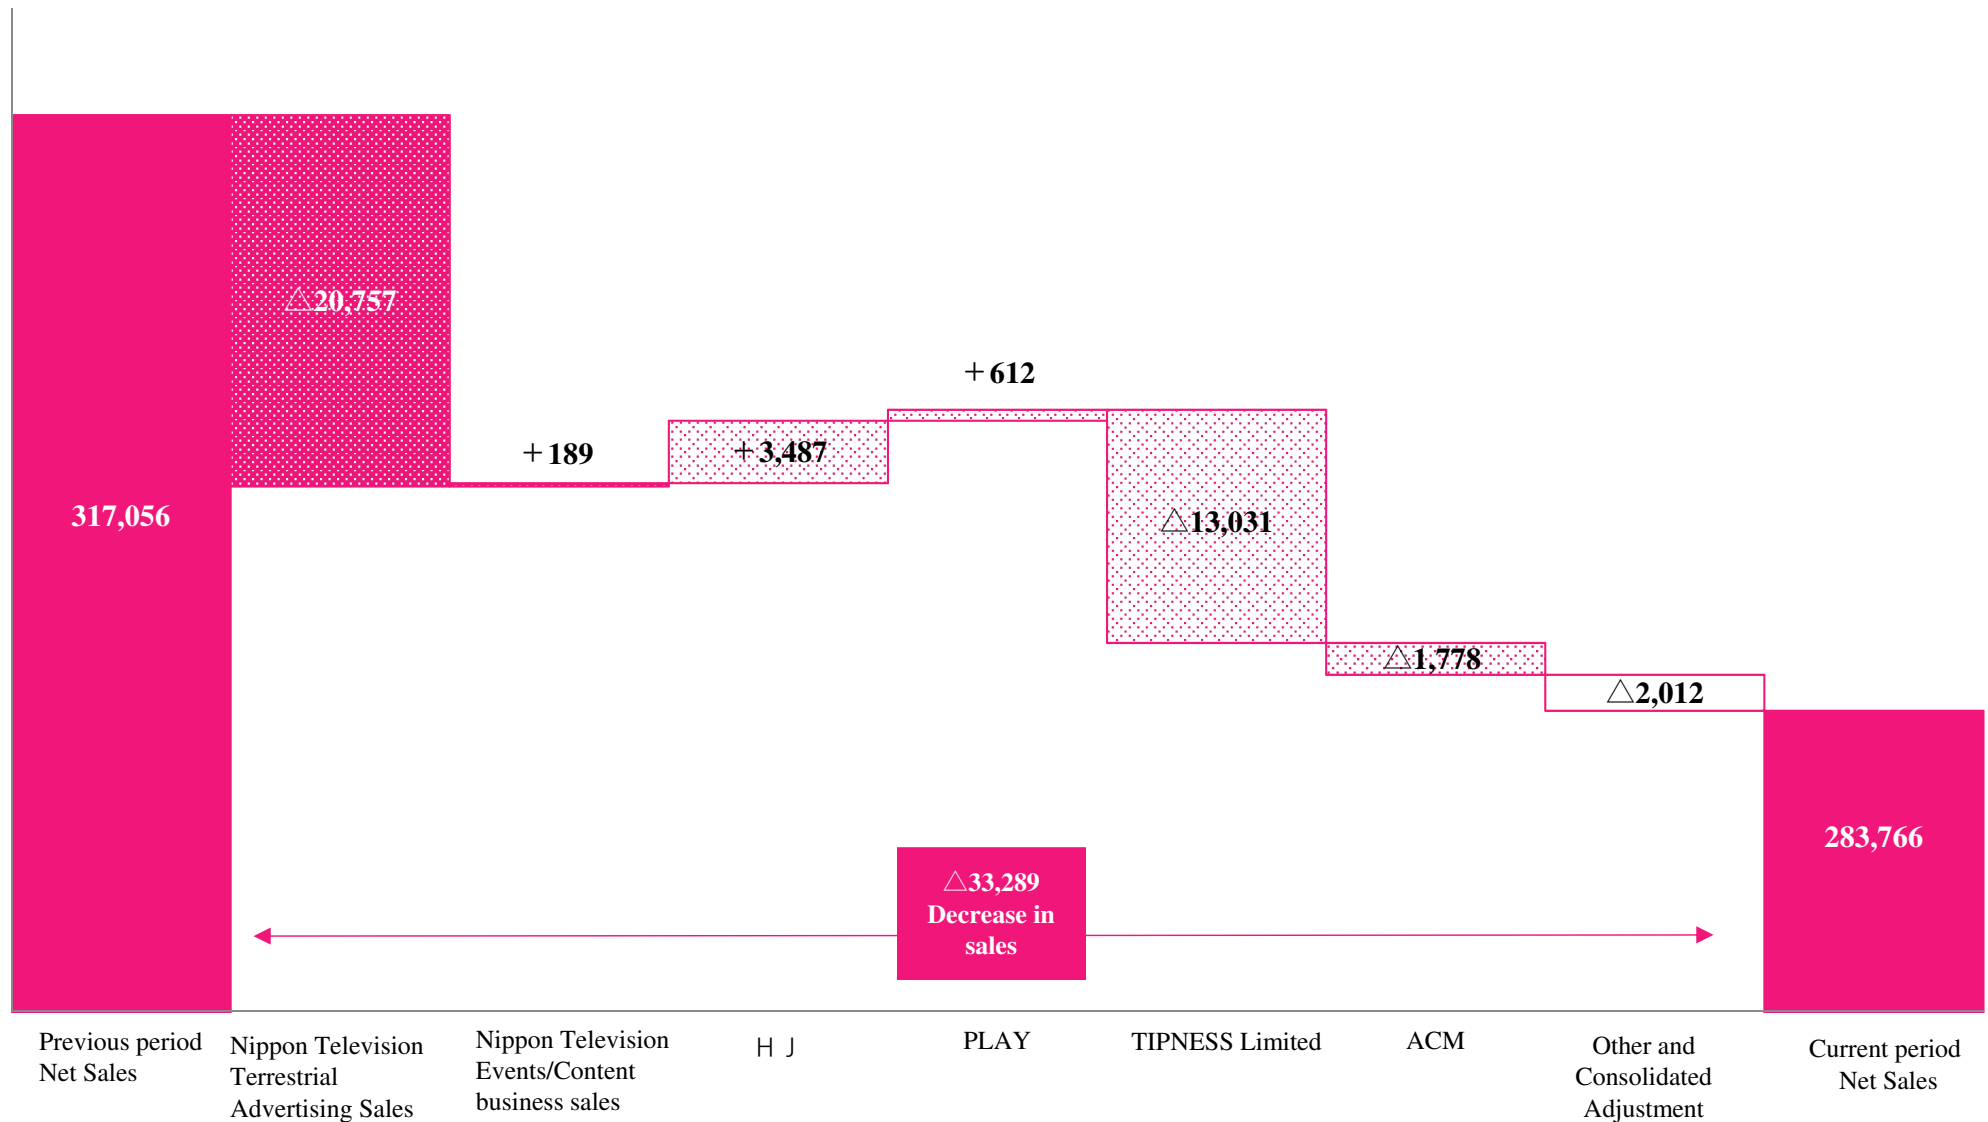 △20,757
＋612
＋189
＋3,487
317,056
△13,031
△1,778
△2,012
283,766
△33,289
Decrease in
sales
Previous period
Net Sales
Nippon Television
Terrestrial
Advertising Sales
Nippon Television
Events/Content
business sales
ＨＪ
PLAY
TIPNESS Limited
ACM
Other and
Consolidated
Adjustment
Current period
Net Sales